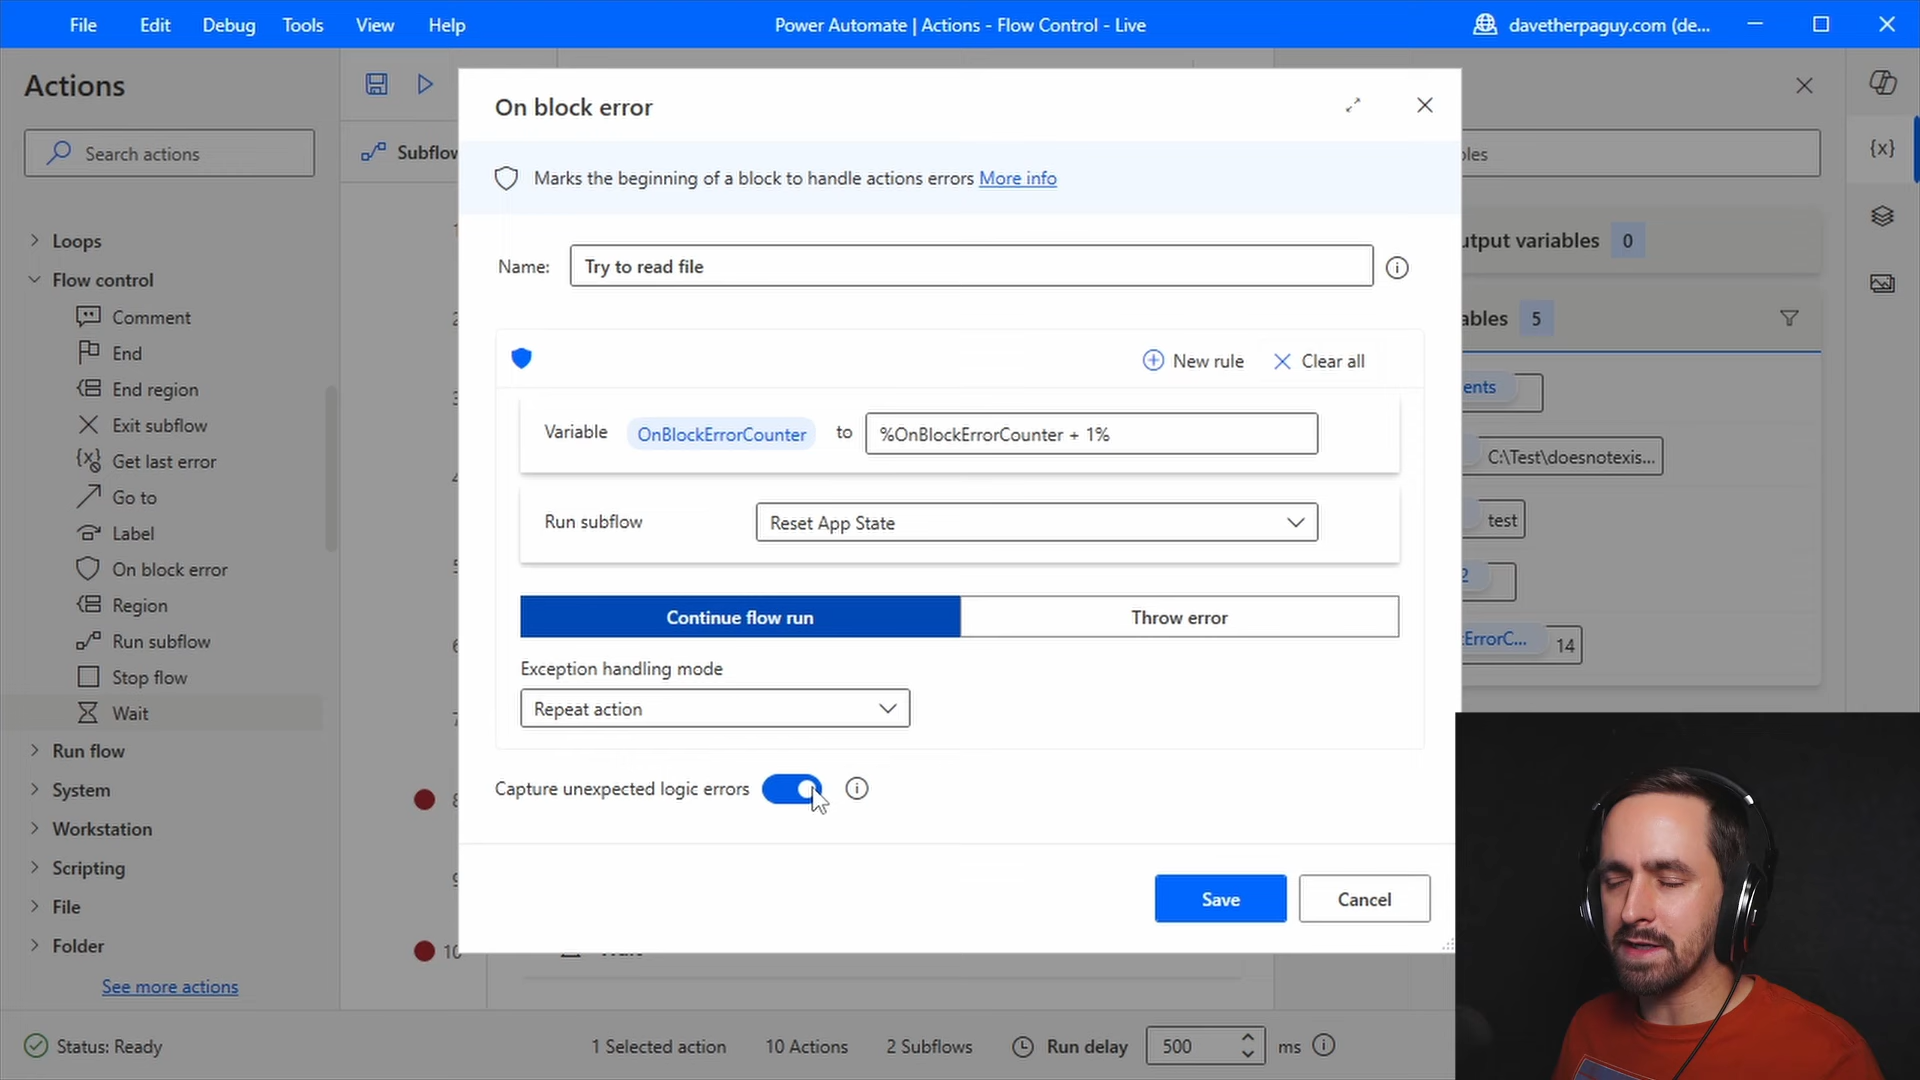 File Edit Debug Tools View Help
Power Automate | Actions - Flow Control - Live
davetherpaguy.com (de...
Actions
Search actions
Loops
Flow control
Comment
End
End region
Exit subflow
Get last error
Go to
Label
On block error
Region
Run subflow
Stop flow
Wait
Run flow
System
Workstation
Scripting
File
Folder
See more actions
Subflow
On block error
Marks the beginning of a block to handle actions errors More info
Name: Try to read file
New rule Clear all
Variable OnBlockErrorCounter to %OnBlockErrorCounter + 1%
Run subflow Reset App State
Continue flow run Throw error
Exception handling mode
Repeat action
Capture unexpected logic errors
Save Cancel
10
{x}
utput variables 0
ables 5
ents
C:\Test\doesnotexis...
test
2
ErrorC... 14
Status: Ready
1 Selected action 10 Actions 2 Subflows Run delay 500 ms